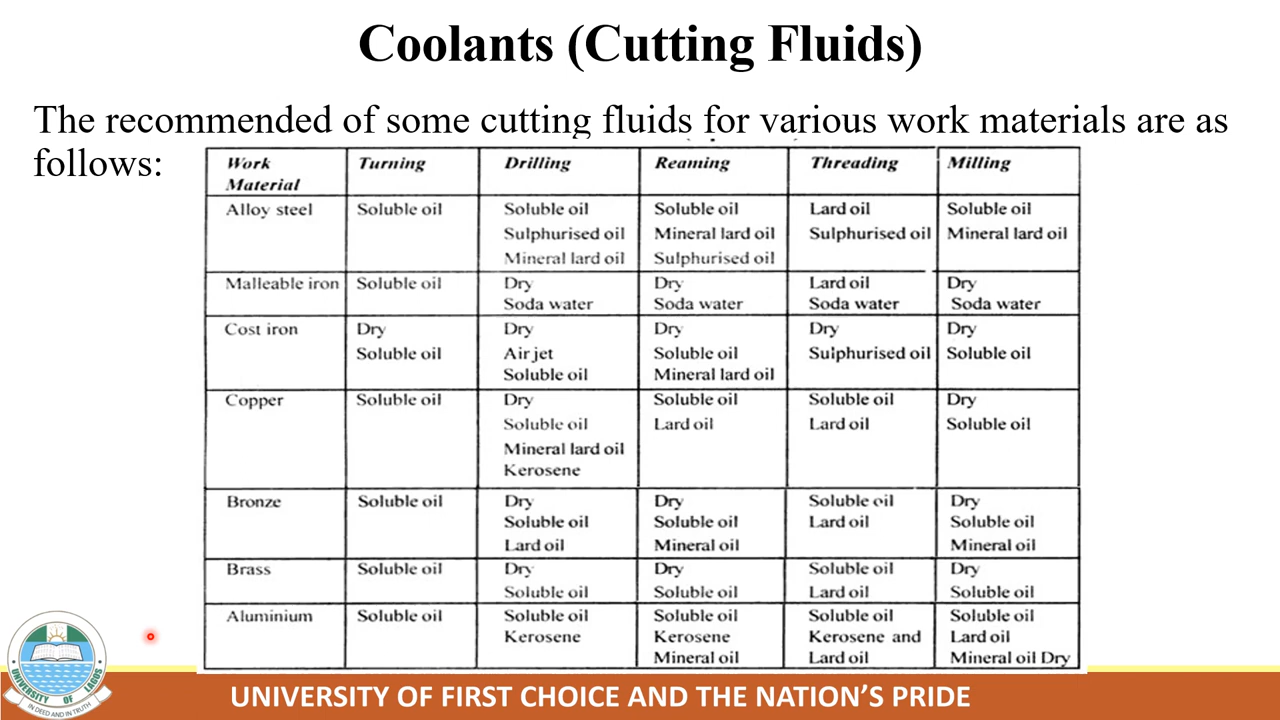 Coolants (Cutting Fluids)
The recommended of some cutting fluids for various work materials are as
follows:
Work Material Turning Drilling Reaming Threading Milling
Alloy steel Soluble oil Soluble oil Soluble oil Lard oil Soluble oil
Sulphurised oil Mineral lard oil Sulphurised oil Mineral lard oil
Mineral lard oil Sulphurised oil
Malleable iron Soluble oil Dry Dry Lard oil Dry
Soda water Soda water Soda water Soda water
Cost iron Dry Dry Dry Dry Dry
Soluble oil Air jet Soluble oil Sulphurised oil Soluble oil
Soluble oil Mineral lard oil
Copper Soluble oil Dry Soluble oil Soluble oil Dry
Soluble oil Lard oil Lard oil Soluble oil
Mineral lard oil
Kerosene
Bronze Soluble oil Dry Dry Soluble oil Dry
Soluble oil Soluble oil Lard oil Soluble oil
Lard oil Mineral oil Mineral oil
Brass Soluble oil Dry Dry Soluble oil Dry
Soluble oil Soluble oil Lard oil Soluble oil
Aluminium Soluble oil Soluble oil Soluble oil Soluble oil Soluble oil
Kerosene Kerosene Kerosene and Lard oil
Mineral oil Lard oil Mineral oil Dry
UNIVERSITY OF LAGOS
IN DEED AND IN TRUTH
UNIVERSITY OF FIRST CHOICE AND THE NATION'S PRIDE